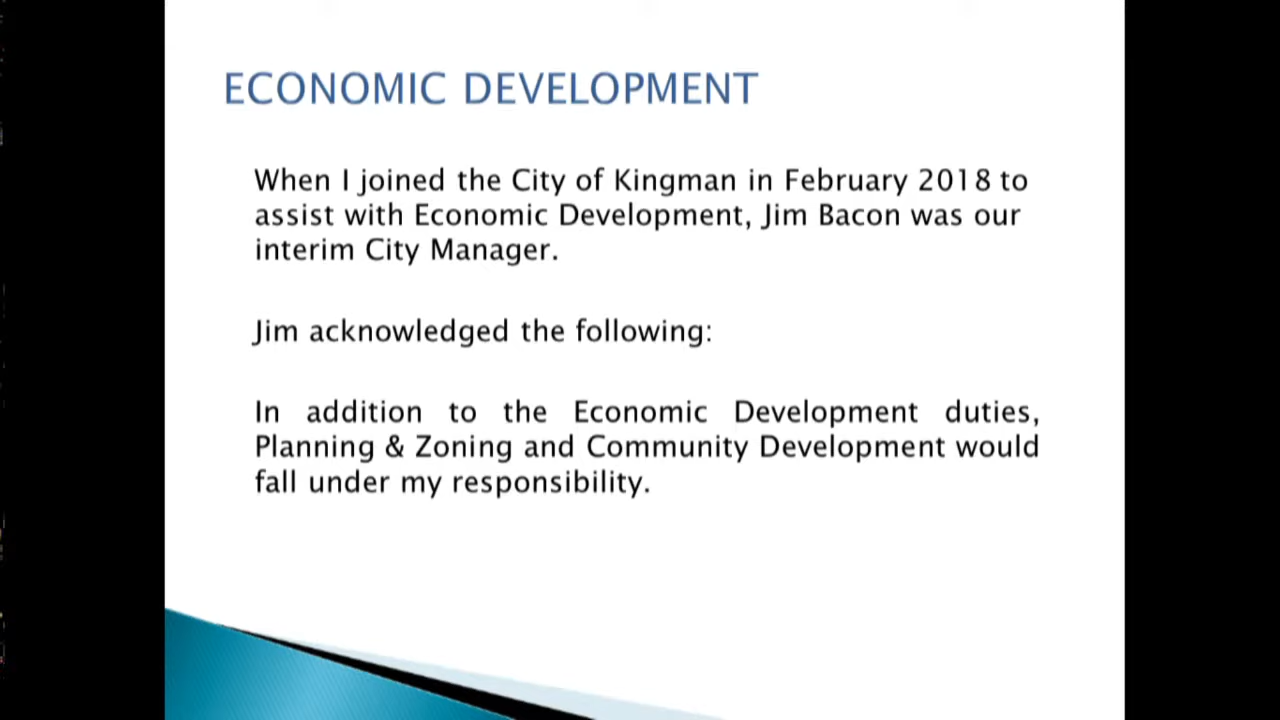 ECONOMIC DEVELOPMENT
When I joined the City of Kingman in February 2018 to
assist with Economic Development, Jim Bacon was our
interim City Manager.
Jim acknowledged the following:
In addition to the Economic Development duties,
Planning & Zoning and Community Development would
fall under my responsibility.